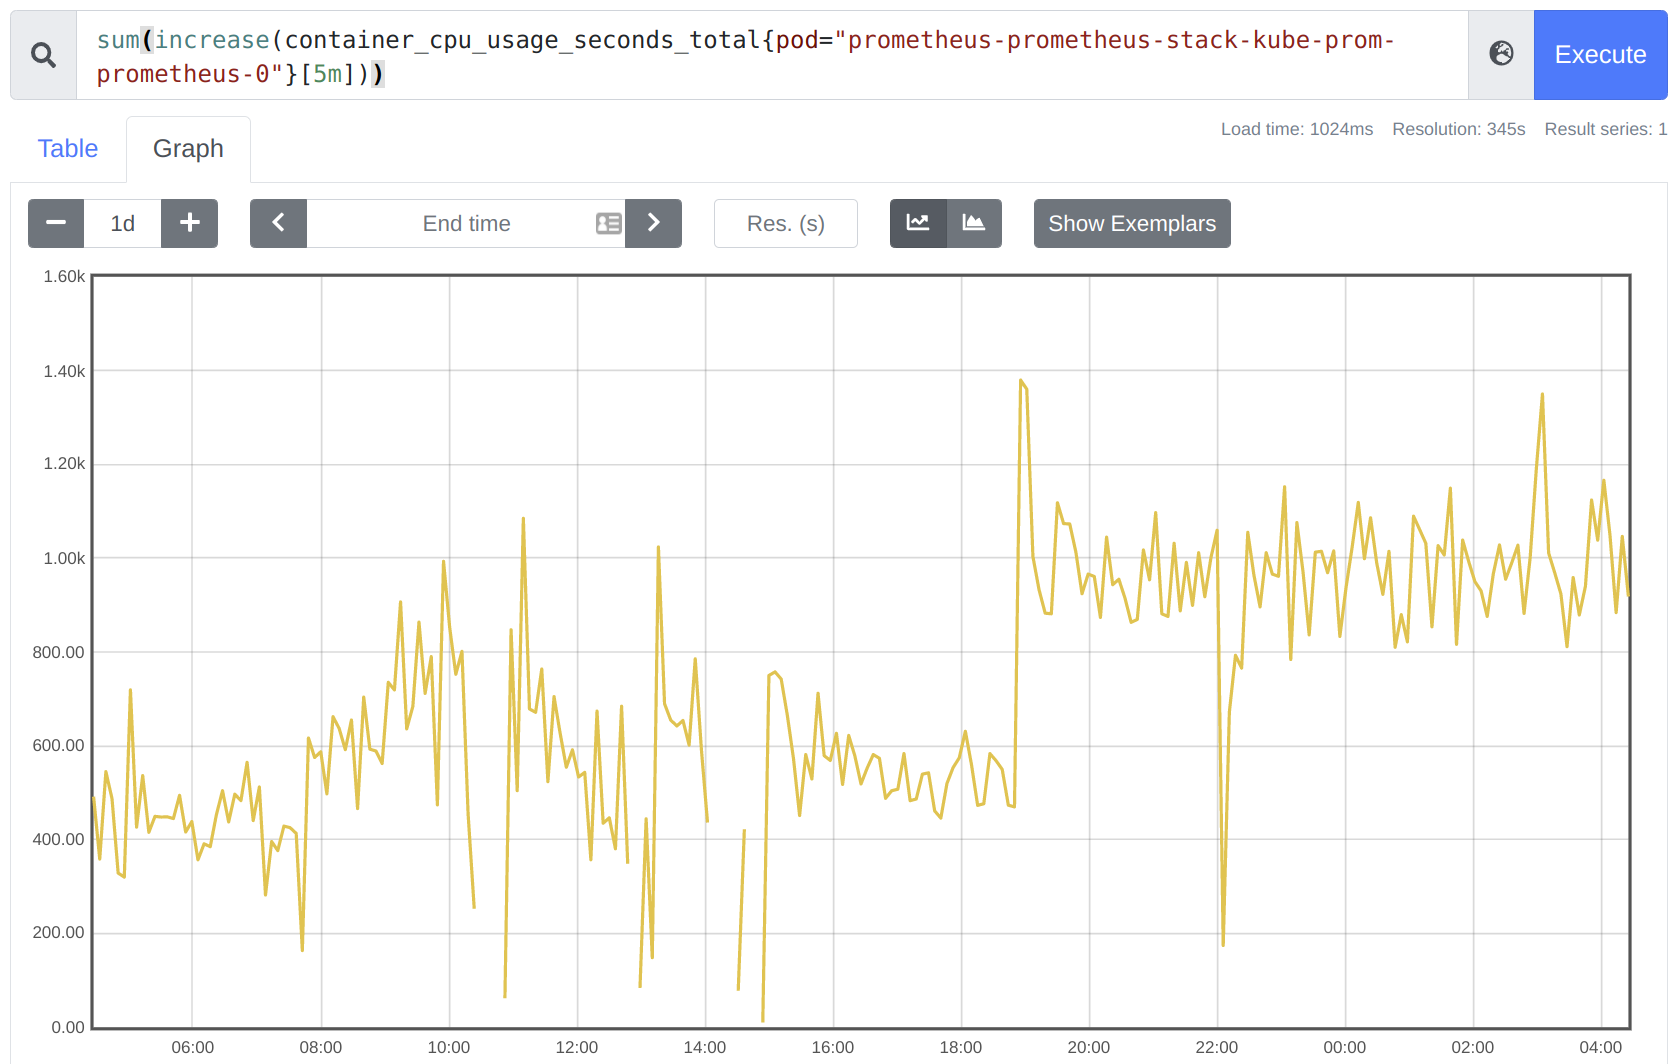 sum(increase(container_cpu_usage_seconds_total{pod="prometheus-prometheus-stack-kube-prom-
prometheus-0"}[5m]))
Execute
Load time: 1024ms Resolution: 345s Result series: 1
Table Graph
1d End time Res. (s) Show Exemplars
1.60k
1.40k
1.20k
1.00k
800.00
600.00
400.00
200.00
0.00
06:00 08:00 10:00 12:00 14:00 16:00 18:00 20:00 22:00 00:00 02:00 04:00